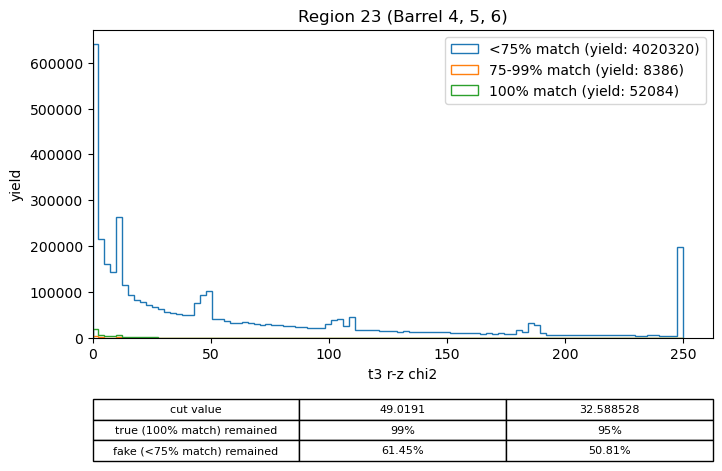 Region 23 (Barrel 4, 5, 6)
<75% match (yield: 4020320)
75-99% match (yield: 8386)
100% match (yield: 52084)
yield
600000
500000
400000
300000
200000
100000
0
0 50 100 150 200 250
t3 r-z chi2
cut value 49.0191 32.588528
true (100% match) remained 99% 95%
fake (<75% match) remained 61.45% 50.81%